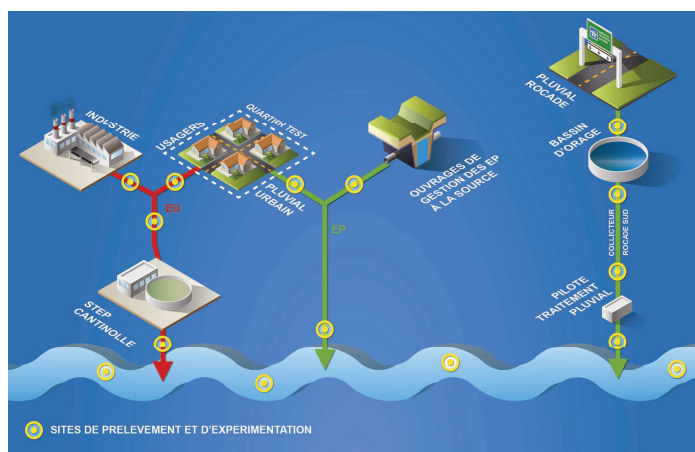 INDUSTRIE
USAGERS
QUARTIER TEST
PLUVIAL
URBAIN
EU
STEP
CANTINOLLE
EP
OUVRAGES DE
GESTION DES EP
A LA SOURCE
PLUVIAL
ROCADE
BASSIN
D'ORAGE
COLLECTEUR
ROCADE SUD
PILOTE
TRAITEMENT
PLUVIAL
SITES DE PRELEVEMENT ET D'EXPERIMENTATION